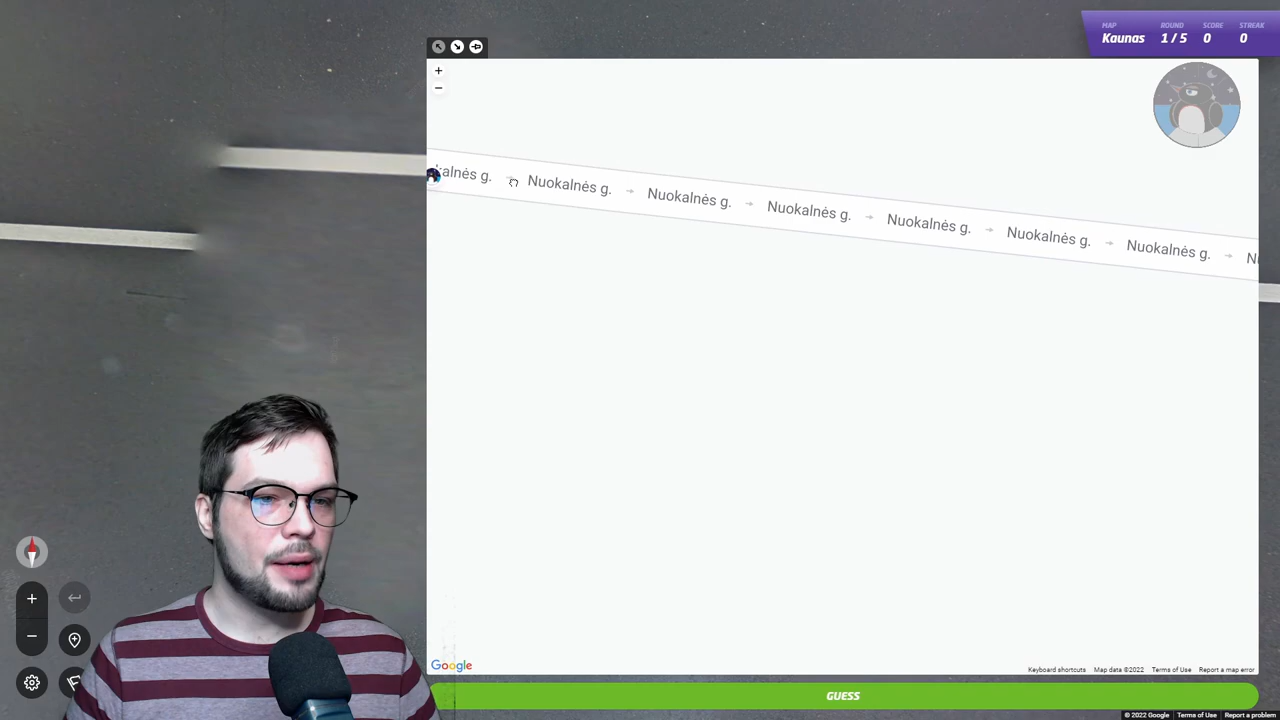 MAP ROUND SCORE STREAK
Kaunas 1 / 5 0 0
kalnės g. Nuokalnės g. Nuokalnės g. Nuokalnės g. Nuokalnės g. Nuokalnės g. Nuokalnės g.
Google
Keyboard shortcuts Map data ©2022 Terms of Use Report a map error
GUESS
© 2022 Google Terms of Use Report a problem